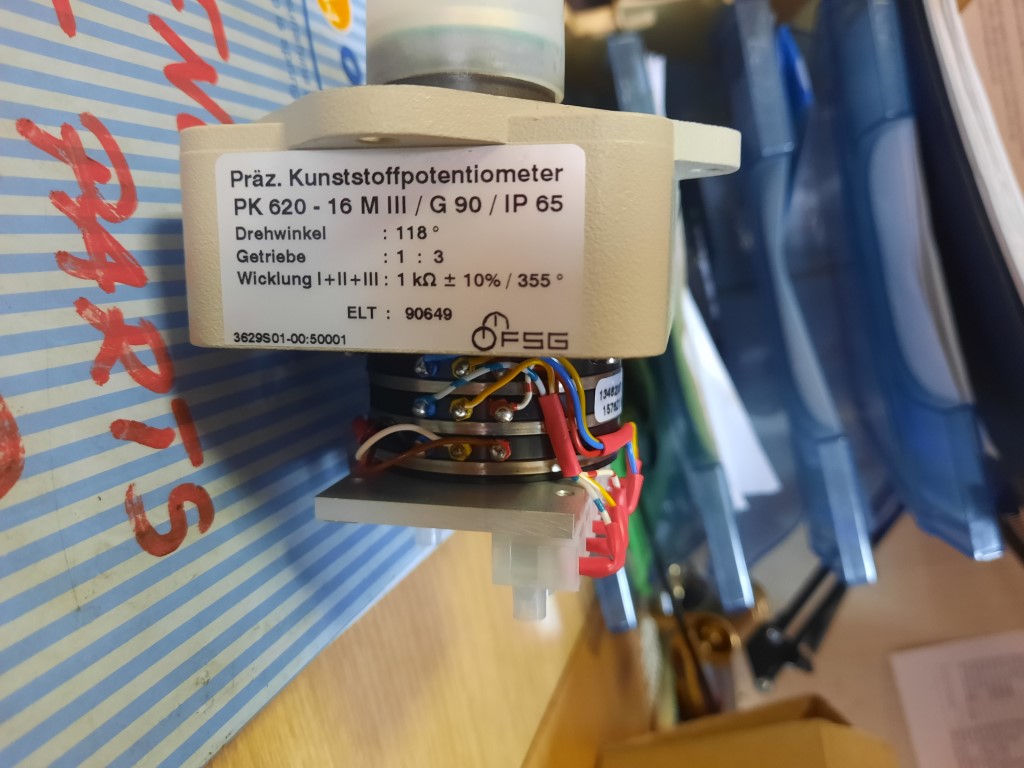 Präz. Kunststoffpotentiometer
PK 620 - 16 M III / G 90 / IP 65
Drehwinkel : 118 °
Getriebe : 1 : 3
Wicklung I+II+III : 1 kΩ ± 10% / 355 °
ELT : 90649
3629S01-00:50001
FSG
PARIS